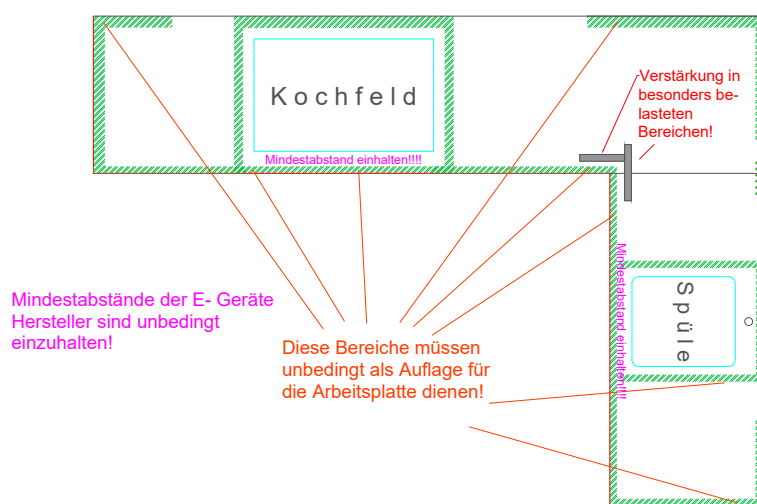 Kochfeld
Mindestabstand einhalten!!!!
Verstärkung in
besonders be-
lasteten
Bereichen!
Mindestabstand einhalten!!!!
Spüle
Mindestabstände der E- Geräte
Hersteller sind unbedingt
einzuhalten!
Diese Bereiche müssen
unbedingt als Auflage für
die Arbeitsplatte dienen!